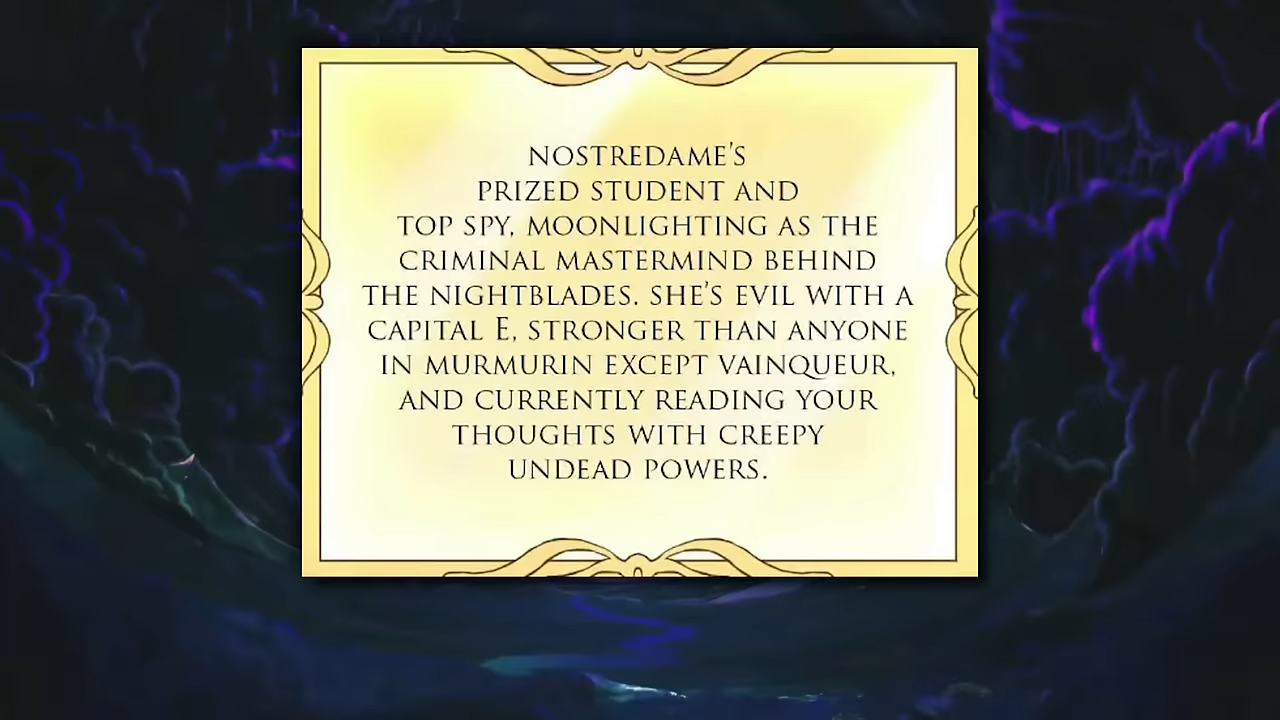 NOSTREDAME'S
PRIZED STUDENT AND
TOP SPY, MOONLIGHTING AS THE
CRIMINAL MASTERMIND BEHIND
THE NIGHTBLADES. SHE'S EVIL WITH A
CAPITAL E, STRONGER THAN ANYONE
IN MURMURIN EXCEPT VAINQUEUR,
AND CURRENTLY READING YOUR
THOUGHTS WITH CREEPY
UNDEAD POWERS.